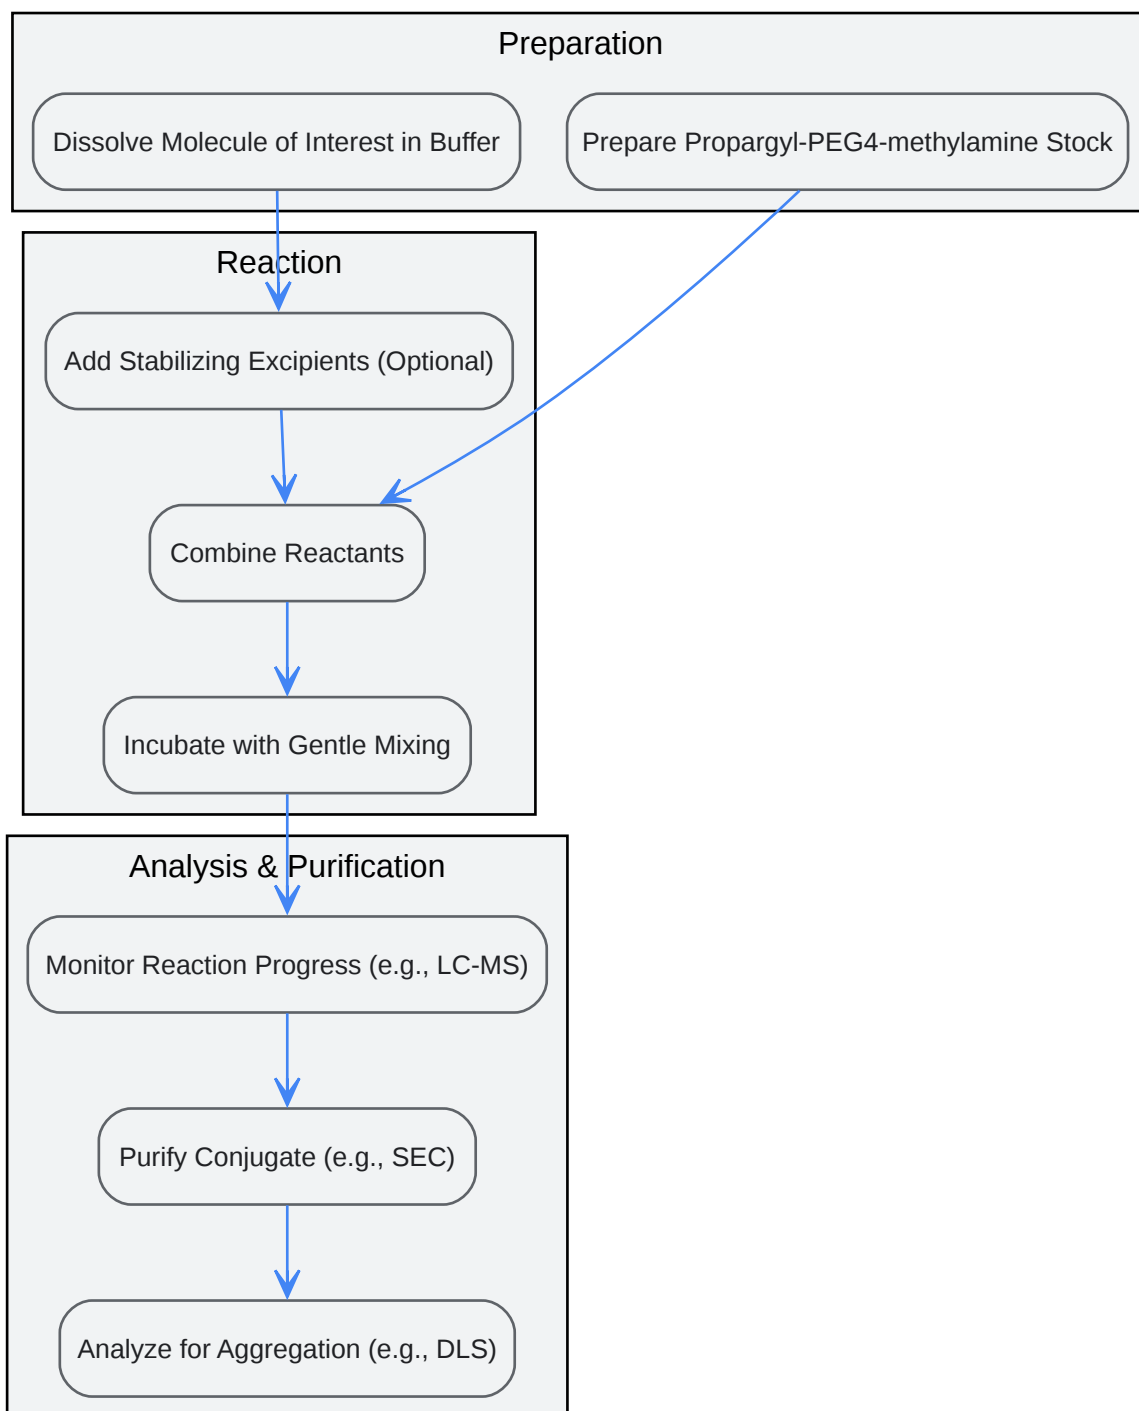 Preparation
Dissolve Molecule of Interest in Buffer
Prepare Propargyl-PEG4-methylamine Stock
Reaction
Add Stabilizing Excipients (Optional)
Combine Reactants
Incubate with Gentle Mixing
Analysis & Purification
Monitor Reaction Progress (e.g., LC-MS)
Purify Conjugate (e.g., SEC)
Analyze for Aggregation (e.g., DLS)